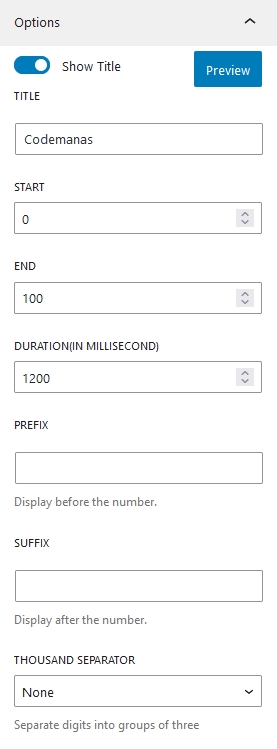 Options
Show Title
Preview
TITLE
Codemanas
START
0
END
100
DURATION(IN MILLISECOND)
1200
PREFIX
Display before the number.
SUFFIX
Display after the number.
THOUSAND SEPARATOR
None
Separate digits into groups of three